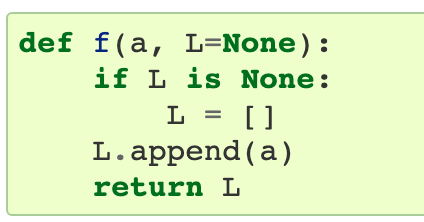 def f(a, L=None):
    if L is None:
        L = []
    L.append(a)
    return L